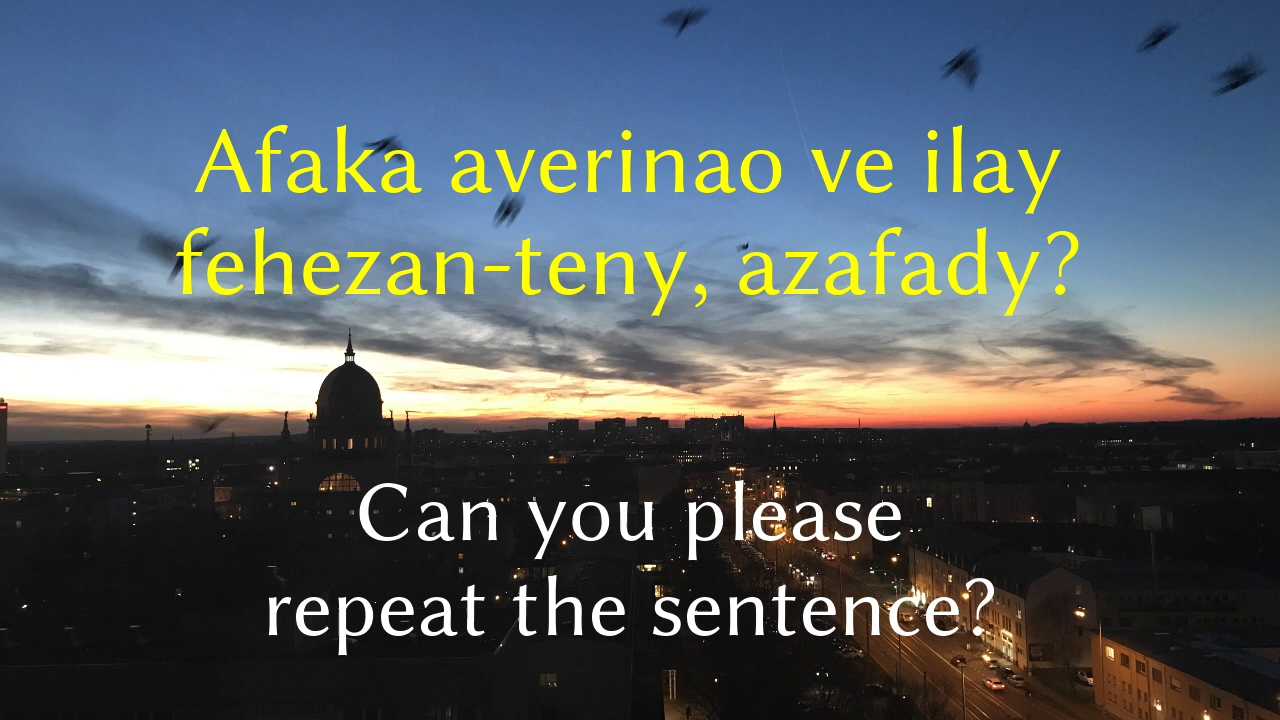 Afaka averinao ve ilay
fehezan-teny, azafady?
Can you please
repeat the sentence?